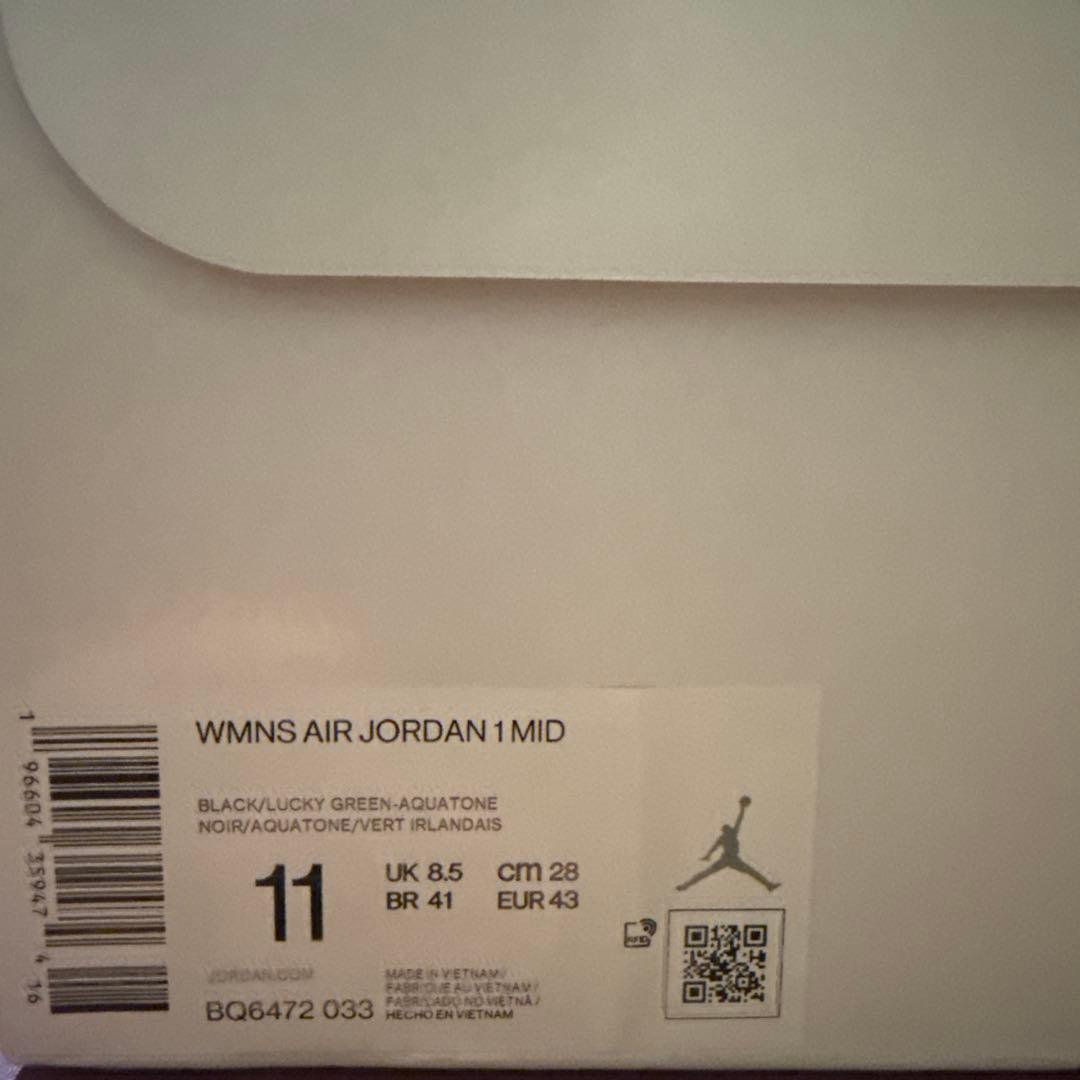 WMNS AIR JORDAN 1 MID
BLACK/LUCKY GREEN-AQUATONE
NOIR/AQUATONE/VERT IRLANDAIS
11
UK 8.5 cm 28
BR 41 EUR 43
RFID
JORDAN.COM
BQ6472 033
MADE IN VIETNAM/
FABRIQUE AU VIETNAM/
FABRICADO NO VIETNÃ/
HECHO EN VIETNAM
1 96604 35947 4 16